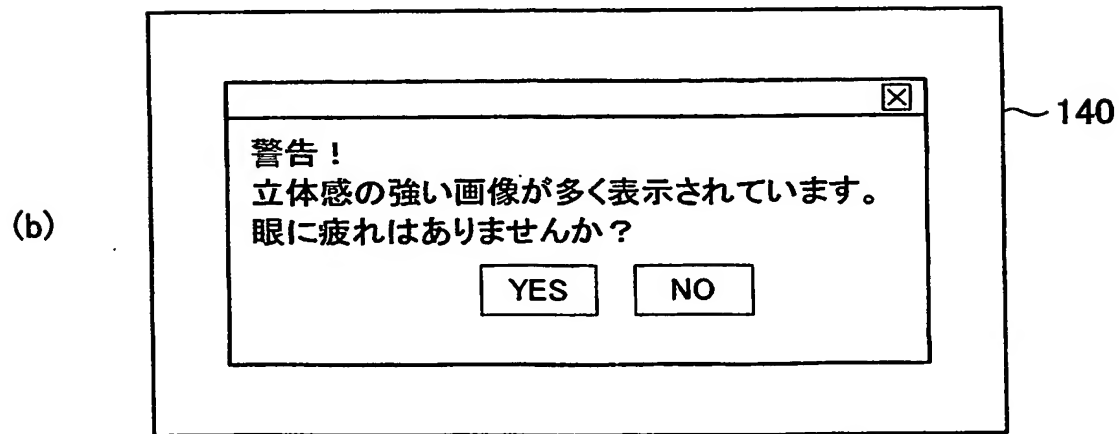 140
警告！
立体感の強い画像が多く表示されています。
(b)
眼に疲れはありませんか？
YES NO